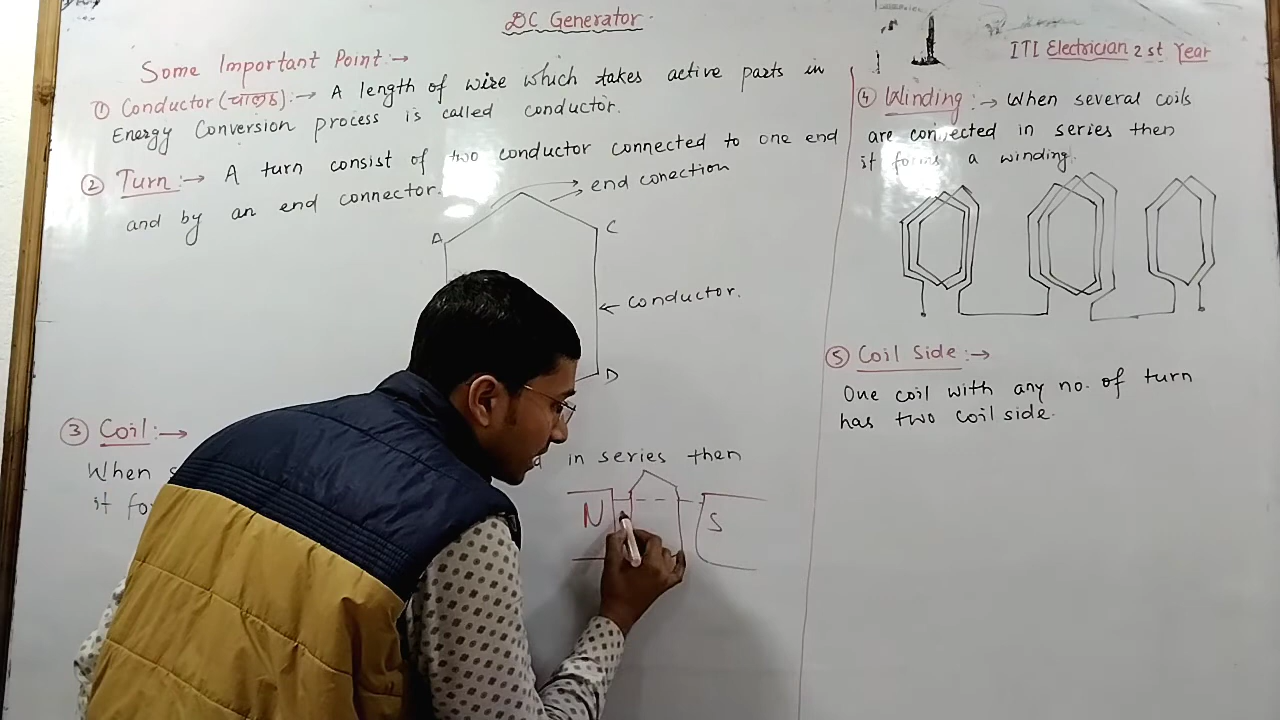 DC Generator
ITI Electrician 2 st Year
Some Important Point :→
① Conductor (चालक) :→ A length of wire which takes active parts in
Energy Conversion process is called conductor.
② Turn :→ A turn consist of two conductor connected to one end
and by an end connector.
end conection
A
C
← conductor.
D
③ Coil :→
When
in series then
it fo
N
S
④ Winding :→ When several coils
are connected in series then
it forms a winding.
⑤ Coil Side :→
One coil with any no. of turn
has two coil side.